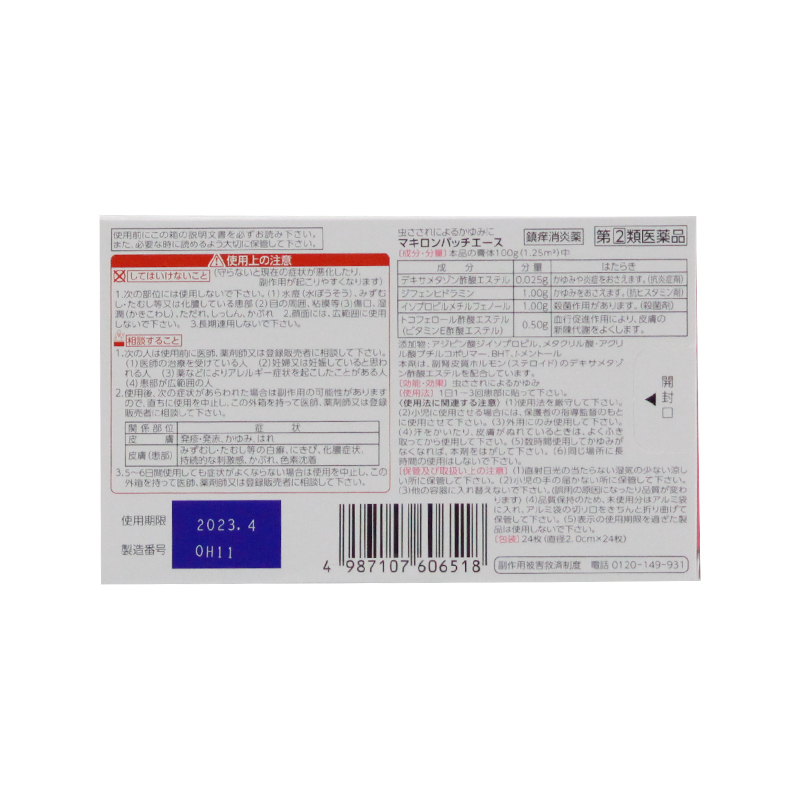 使用前にこの箱の説明文書を必ずお読み下さい。
また、必要な時に読めるよう大切に保管して下さい。
使用上の注意
してはいけないこと (守らないと現在の症状が悪化したり、
副作用が起こりやすくなります)
1.次の部位には使用しないで下さい。(1)水痘(水ぼうそう)、みずむ
し・たむし等又は化膿している患部(2)目の周囲、粘膜等(3)傷口、湿
潤(かきこわし)、ただれ、しっしん、かぶれ 2.顔面には、広範囲に使用
しないで下さい。 3.長期連用しないで下さい。
相談すること
1.次の人は使用前に医師、薬剤師又は登録販売者に相談して下さい。
(1)医師の治療を受けている人 (2)妊婦又は妊娠していると思わ
れる人 (3)薬などによりアレルギー症状を起こしたことがある人
(4)患部が広範囲の人
2.使用後、次の症状があらわれた場合は副作用の可能性があります
ので、直ちに使用を中止し、この外箱を持って医師、薬剤師又は登録
販売者に相談して下さい。
関係部位 症状
皮膚 発疹・発赤、かゆみ、はれ
皮膚(患部) みずむし・たむし等の白癬、にきび、化膿症状、
持続的な刺激感、かぶれ、色素沈着
3.5～6日間使用しても症状がよくならない場合は使用を中止し、この
外箱を持って医師、薬剤師又は登録販売者に相談して下さい。
使用期限 2023.4
製造番号 OH11
虫さされによるかゆみに
マキロンパッチエース 鎮痒消炎薬 第②類医薬品
〔成分・分量〕本品の膏体100g(1.25m²)中
成分 分量 はたらき
デキサメタゾン酢酸エステル 0.025g かゆみや炎症をおさえます。(抗炎症剤)
ジフェンヒドラミン 1.00g かゆみをおさえます。(抗ヒスタミン剤)
イソプロピルメチルフェノール 1.00g 殺菌作用があります。(殺菌剤)
トコフェロール酢酸エステル
(ビタミンE酢酸エステル) 0.50g 血行促進作用により、皮膚の
新陳代謝をよくします。
添加物:アジピン酸ジイソプロピル、メタクリル酸・アクリ
ル酸ブチルコポリマー、BHT、l-メントール
本剤は、副腎皮質ホルモン(ステロイド)のデキサメタゾ
ン酢酸エステルを配合しています。
〔効能・効果〕 虫さされによるかゆみ
〔使用法〕 1日1～3回患部に貼って下さい。
〈使用法に関連する注意〉(1)使用法を厳守して下さい。
(2)小児に使用させる場合には、保護者の指導監督のもと
に使用させて下さい。(3)外用にのみ使用して下さい。
(4)汗をかいたり、皮膚がぬれているときは、よくふき
取ってから使用して下さい。(5)数時間使用してかゆみが
なくなれば、本剤をはがして下さい。(6)同じ場所に長
時間の使用はしないで下さい。
〔保管及び取扱い上の注意〕 (1)直射日光の当たらない湿気の少ない涼し
い所に保管して下さい。(2)小児の手の届かない所に保管して下さい。
(3)他の容器に入れ替えないで下さい。(誤用の原因になったり品質が変わ
ります) (4)品質保持のため、未使用分はアルミ袋
に入れ、アルミ袋の切り口をきちんと折り曲げて
保管して下さい。(5)表示の使用期限を過ぎた製
品は使用しないで下さい。
〔包装〕24枚(直径2.0cm×24枚)
開封口
4 987107 606518
副作用被害救済制度 電話 0120-149-931